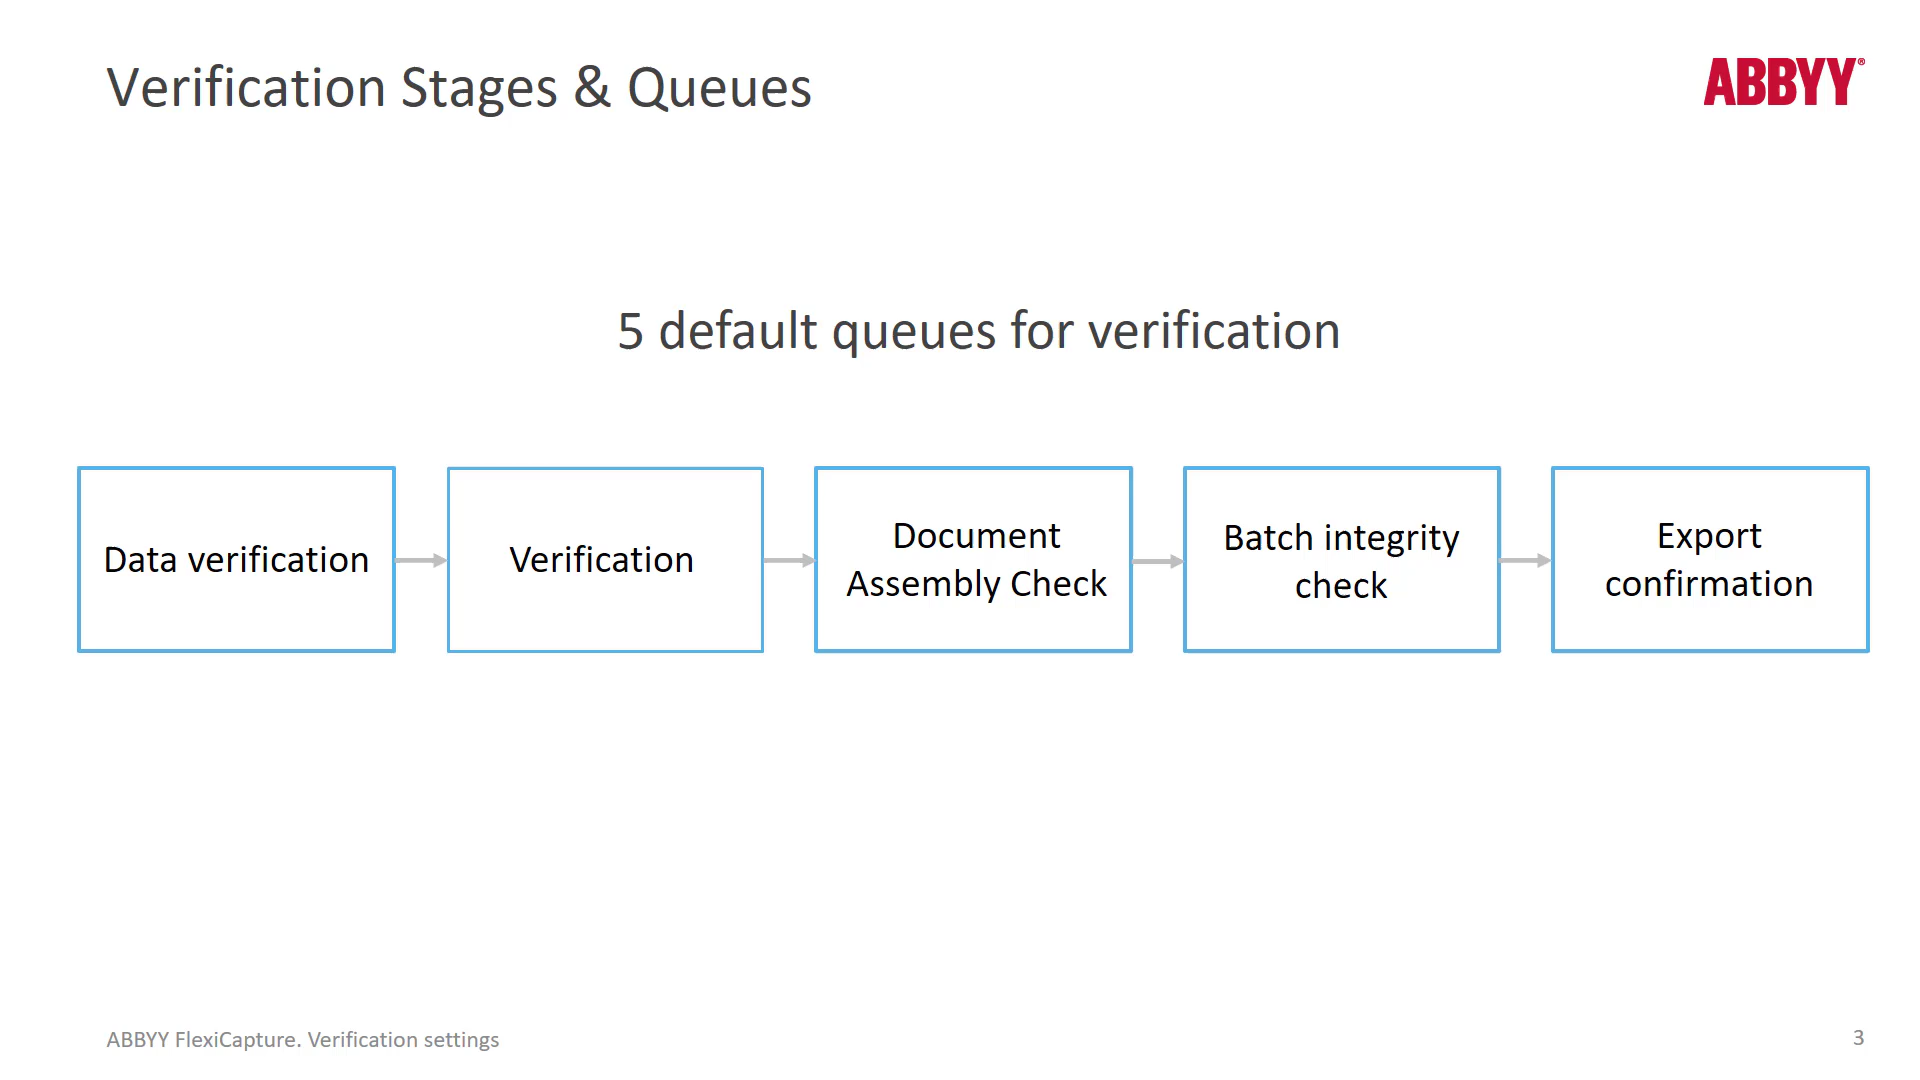 Verification Stages & Queues
ABBYY®
5 default queues for verification
Data verification
Verification
Document
Assembly Check
Batch integrity
check
Export
confirmation
ABBYY FlexiCapture. Verification settings
3